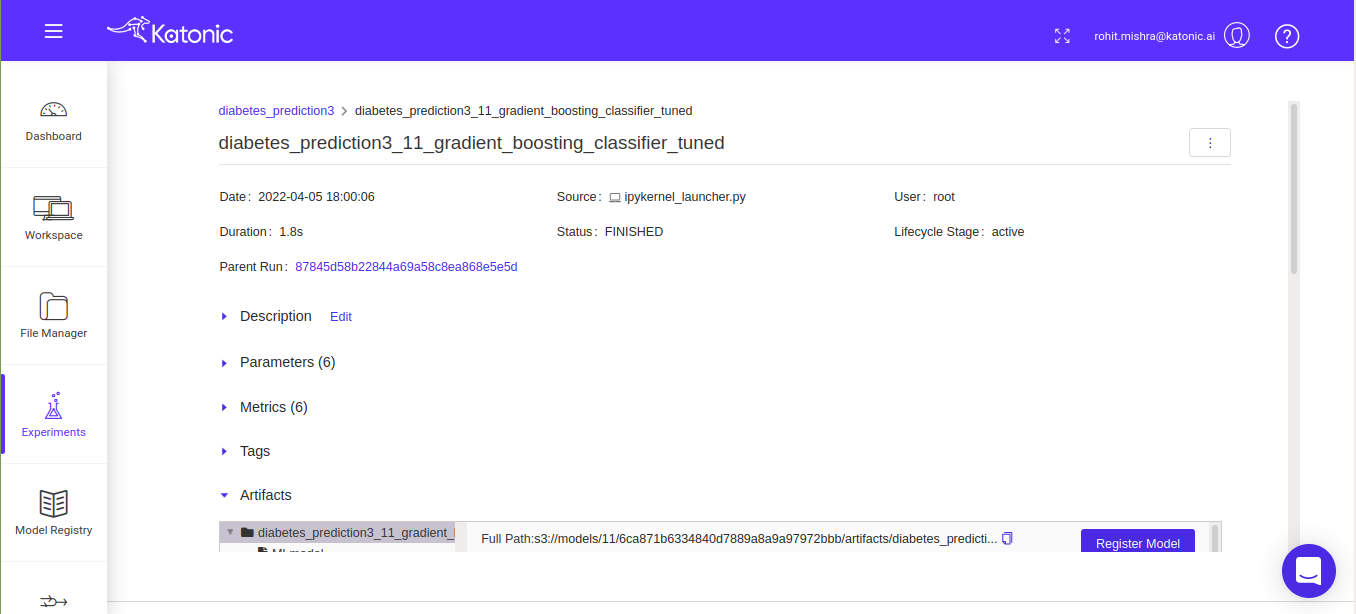 Katonic
rohit.mishra@katonic.ai
?
Dashboard
Workspace
File Manager
Experiments
Model Registry
diabetes_prediction3 > diabetes_prediction3_11_gradient_boosting_classifier_tuned
diabetes_prediction3_11_gradient_boosting_classifier_tuned
Date: 2022-04-05 18:00:06
Source: ipykernel_launcher.py
User: root
Duration: 1.8s
Status: FINISHED
Lifecycle Stage: active
Parent Run: 87845d58b22844a69a58c8ea868e5e5d
Description Edit
Parameters (6)
Metrics (6)
Tags
Artifacts
diabetes_prediction3_11_gradient_
MLmodel
Full Path:s3://models/11/6ca871b6334840d7889a8a9a97972bbb/artifacts/diabetes_predicti...
Register Model